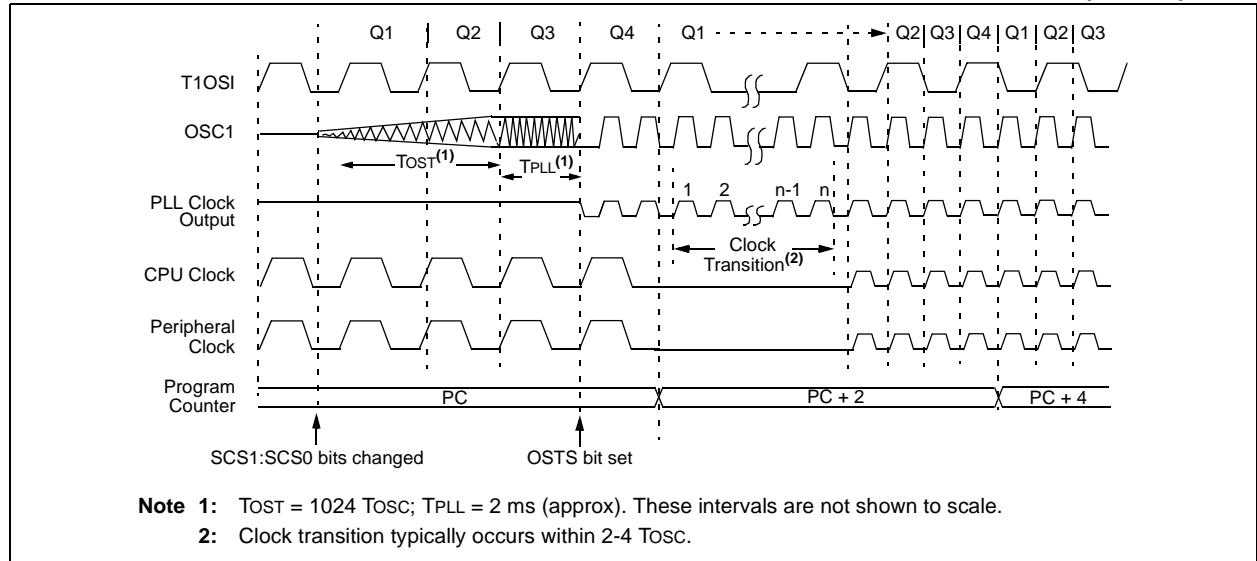 Q1 Q2 Q3 Q4 Q1 Q2 Q3 Q4 Q1 Q2 Q3
T1OSI
OSC1
TOST(1) TPLL(1)
1 2 n-1 n
PLL Clock
Output
Clock
Transition(2)
CPU Clock
Peripheral
Clock
Program
Counter
PC PC + 2 PC + 4
SCS1:SCS0 bits changed OSTS bit set
Note 1: TOST = 1024 TOSC; TPLL = 2 ms (approx). These intervals are not shown to scale.
2: Clock transition typically occurs within 2-4 TOSC.